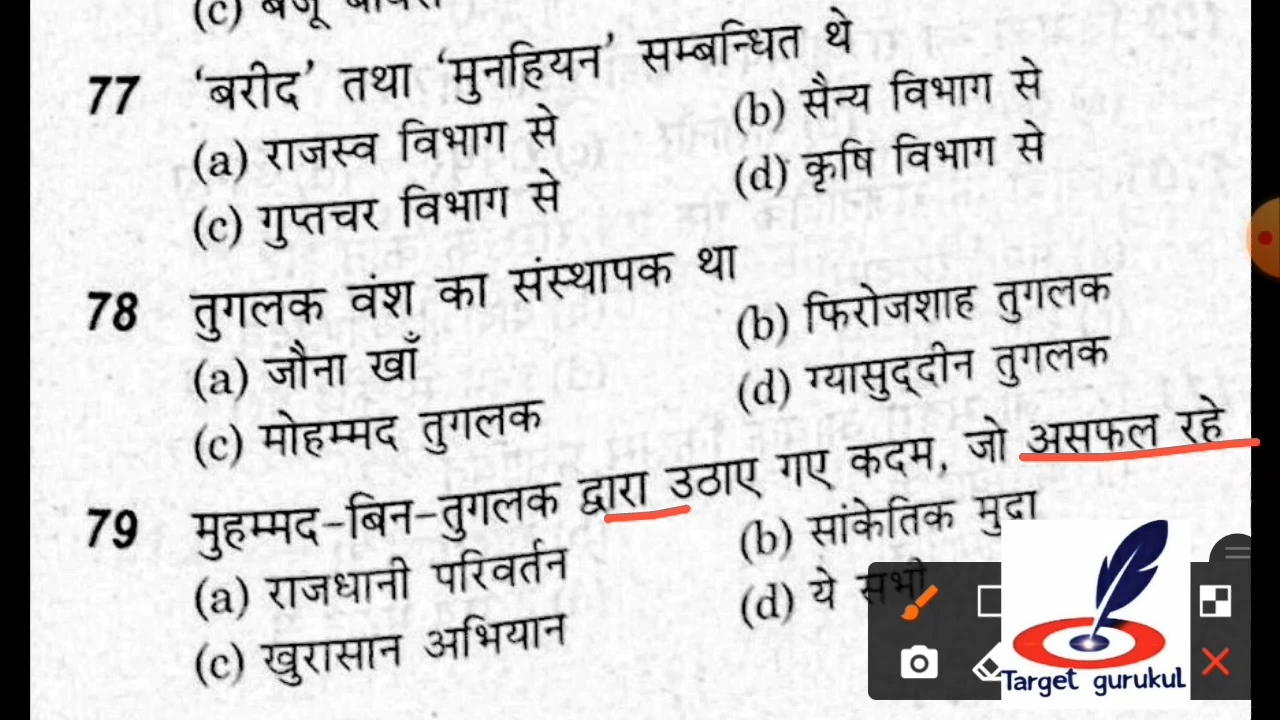 (c) बैजू बावरा
77 ‘बरीद’ तथा ‘मुनहियन’ सम्बन्धित थे
(a) राजस्व विभाग से (b) सैन्य विभाग से
(c) गुप्तचर विभाग से (d) कृषि विभाग से
78 तुगलक वंश का संस्थापक था
(a) जौना खाँ (b) फिरोजशाह तुगलक
(c) मोहम्मद तुगलक (d) ग्यासुद्दीन तुगलक
79 मुहम्मद-बिन-तुगलक द्वारा उठाए गए कदम, जो असफल रहे
(a) राजधानी परिवर्तन (b) सांकेतिक मुद्रा
(c) खुरासान अभियान (d) ये सभी
Target gurukul